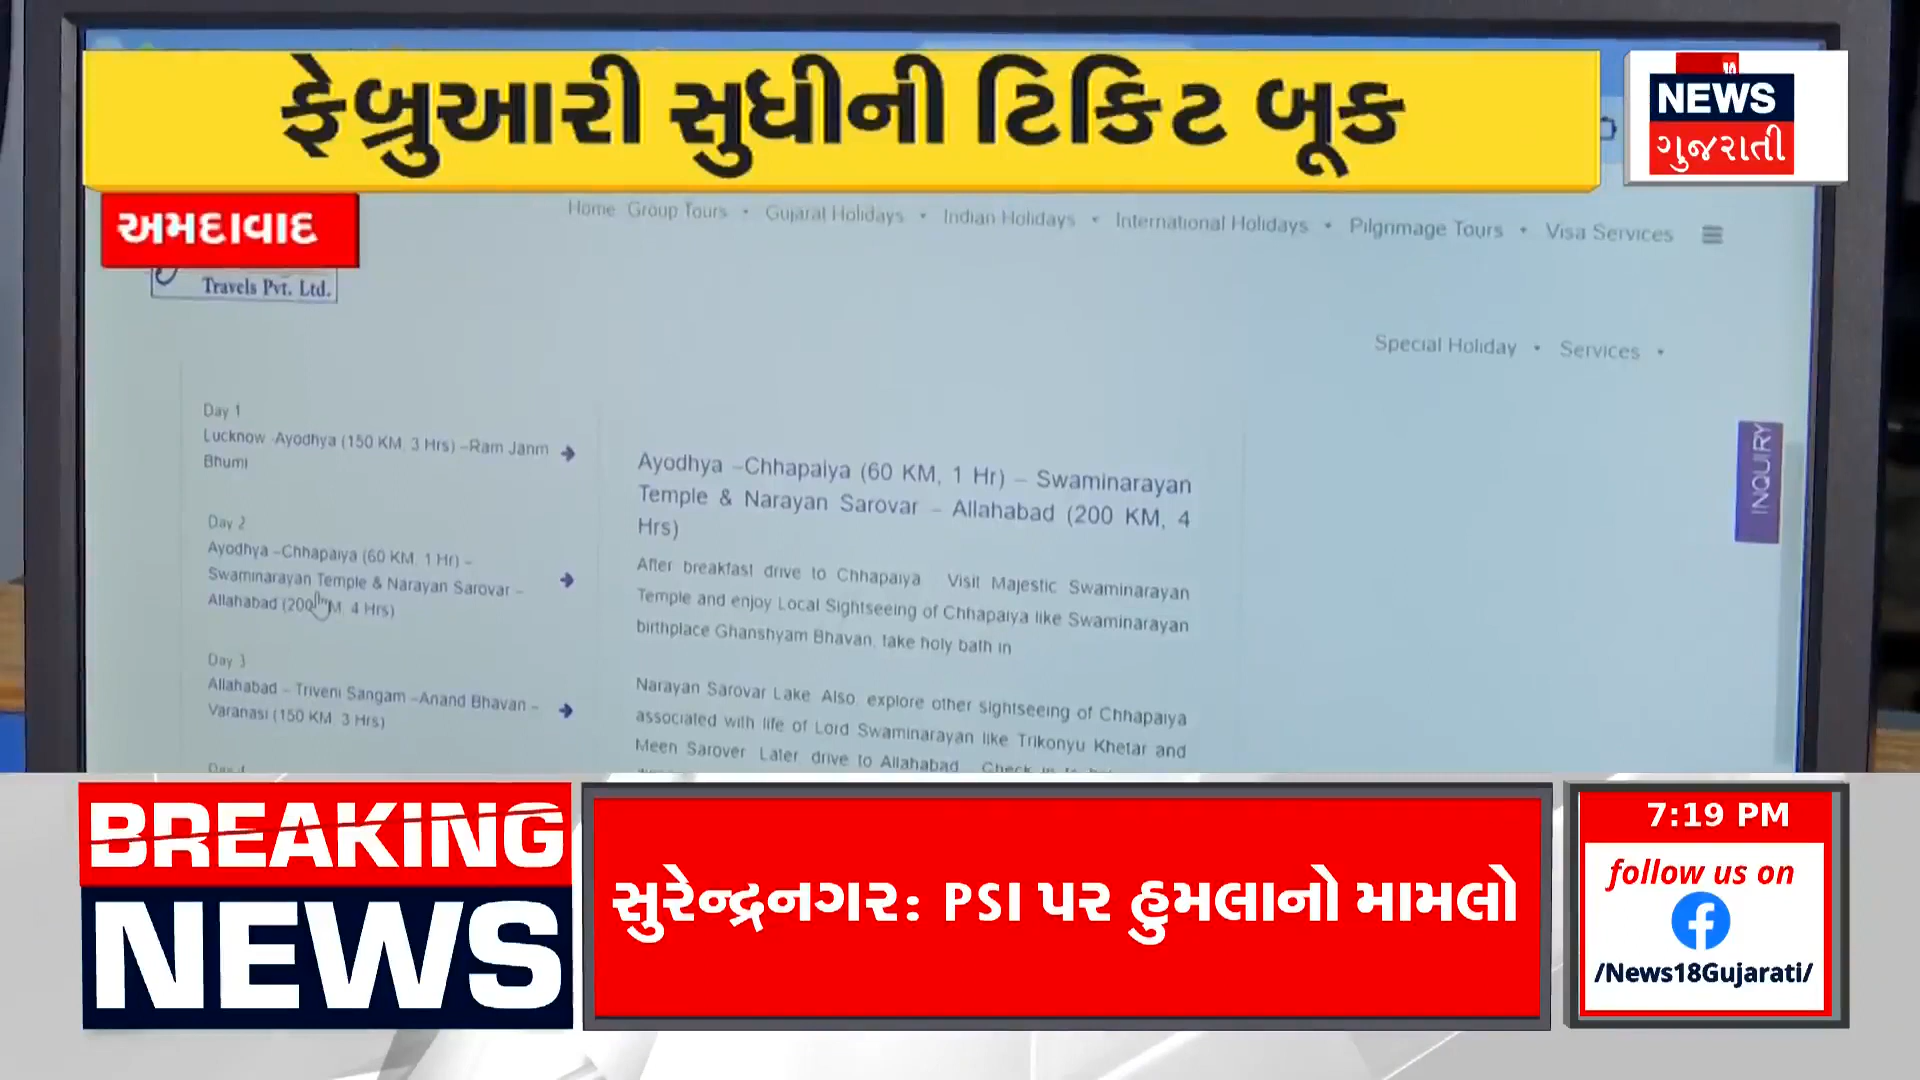 ફેબ્રુઆરી સુધીની ટિકિટ બૂક
NEWS
ગુજરાતી
અમદાવાદ
Home Group Tours • Gujarat Holidays • Indian Holidays • International Holidays • Pilgrimage Tours • Visa Services
Travels Pvt. Ltd.
Special Holiday • Services •
INQUIRY
Day 1
Lucknow -Ayodhya (150 KM, 3 Hrs) –Ram Janm
Bhumi
Day 2
Ayodhya –Chhapaiya (60 KM, 1 Hr) –
Swaminarayan Temple & Narayan Sarovar –
Allahabad (200 KM, 4 Hrs)
Day 3
Allahabad – Triveni Sangam –Anand Bhavan –
Varanasi (150 KM, 3 Hrs)
Ayodhya –Chhapaiya (60 KM, 1 Hr) – Swaminarayan
Temple & Narayan Sarovar – Allahabad (200 KM, 4
Hrs)
After breakfast drive to Chhapaiya Visit Majestic Swaminarayan
Temple and enjoy Local Sightseeing of Chhapaiya like Swaminarayan
birthplace Ghanshyam Bhavan, take holy bath in
Narayan Sarovar Lake Also, explore other sightseeing of Chhapaiya
associated with life of Lord Swaminarayan like Trikonyu Khetar and
Meen Sarover Later drive to Allahabad
BREAKING
NEWS
સુરેન્દ્રનગર: PSI પર હુમલાનો મામલો
7:19 PM
follow us on
/News18Gujarati/